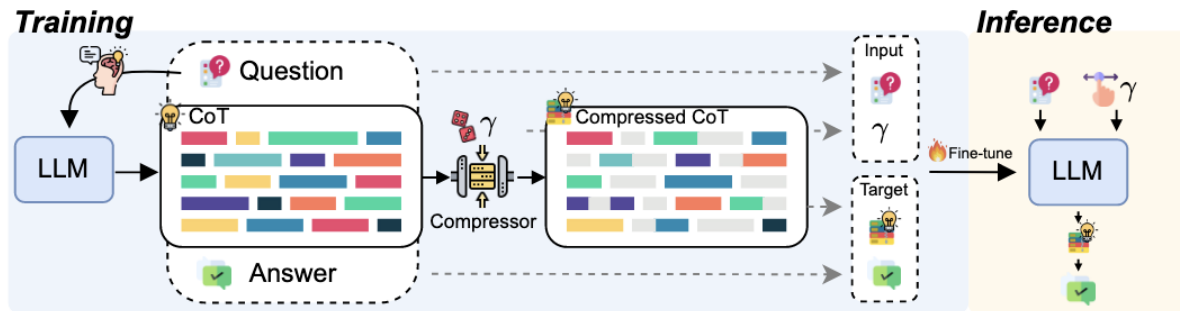 Training
Inference
Question
Input
CoT
γ
Compressed CoT
γ
γ
LLM
Fine-tune
LLM
Compressor
Target
Answer